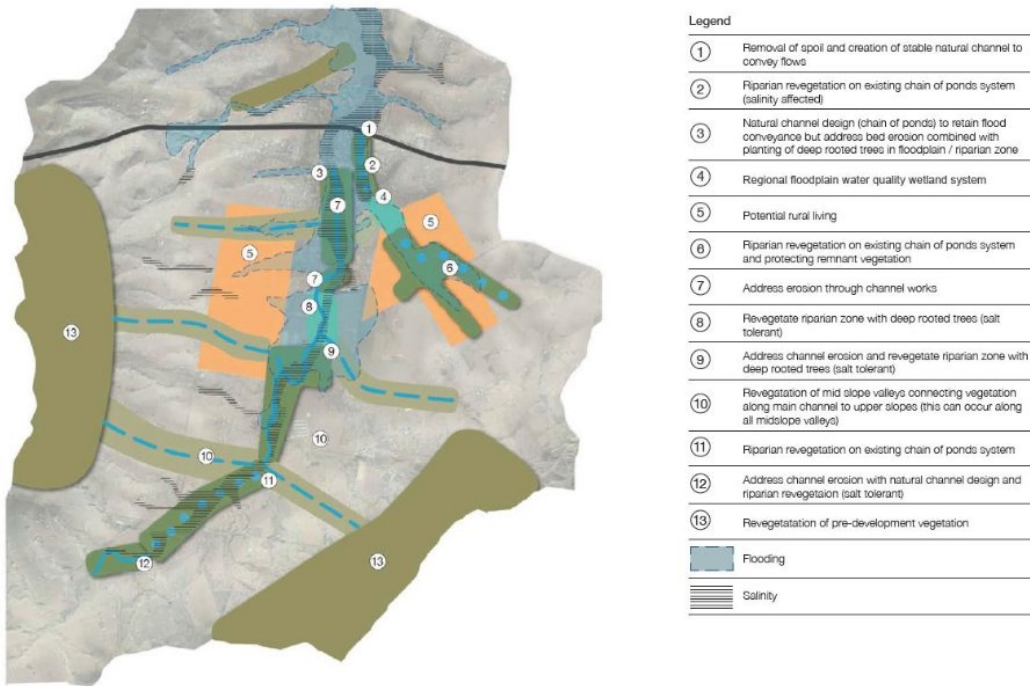 Legend
1 Removal of spoil and creation of stable natural channel to
convey flows
2 Riparian revegetation on existing chain of ponds system
(salinity affected)
3 Natural channel design (chain of ponds) to retain flood
conveyance but address bed erosion combined with
planting of deep rooted trees in floodplain / riparian zone
4 Regional floodplain water quality wetland system
5 Potential rural living
6 Riparian revegetation on existing chain of ponds system
and protecting remnant vegetation
7 Address erosion through channel works
8 Revegetate riparian zone with deep rooted trees (salt
tolerant)
9 Address channel erosion and revegetate riparian zone with
deep rooted trees (salt tolerant)
10 Revegatation of mid slope valleys connecting vegetation
along main channel to upper slopes (this can occur along
all midslope valleys)
11 Riparian revegetation on existing chain of ponds system
12 Address channel erosion with natural channel design and
riparian revegetaion (salt tolerant)
13 Revegetatation of pre-development vegetation
Flooding
Salinity
1
2
3
4
7
5
5
6
7
8
13
9
10
10
11
12
13